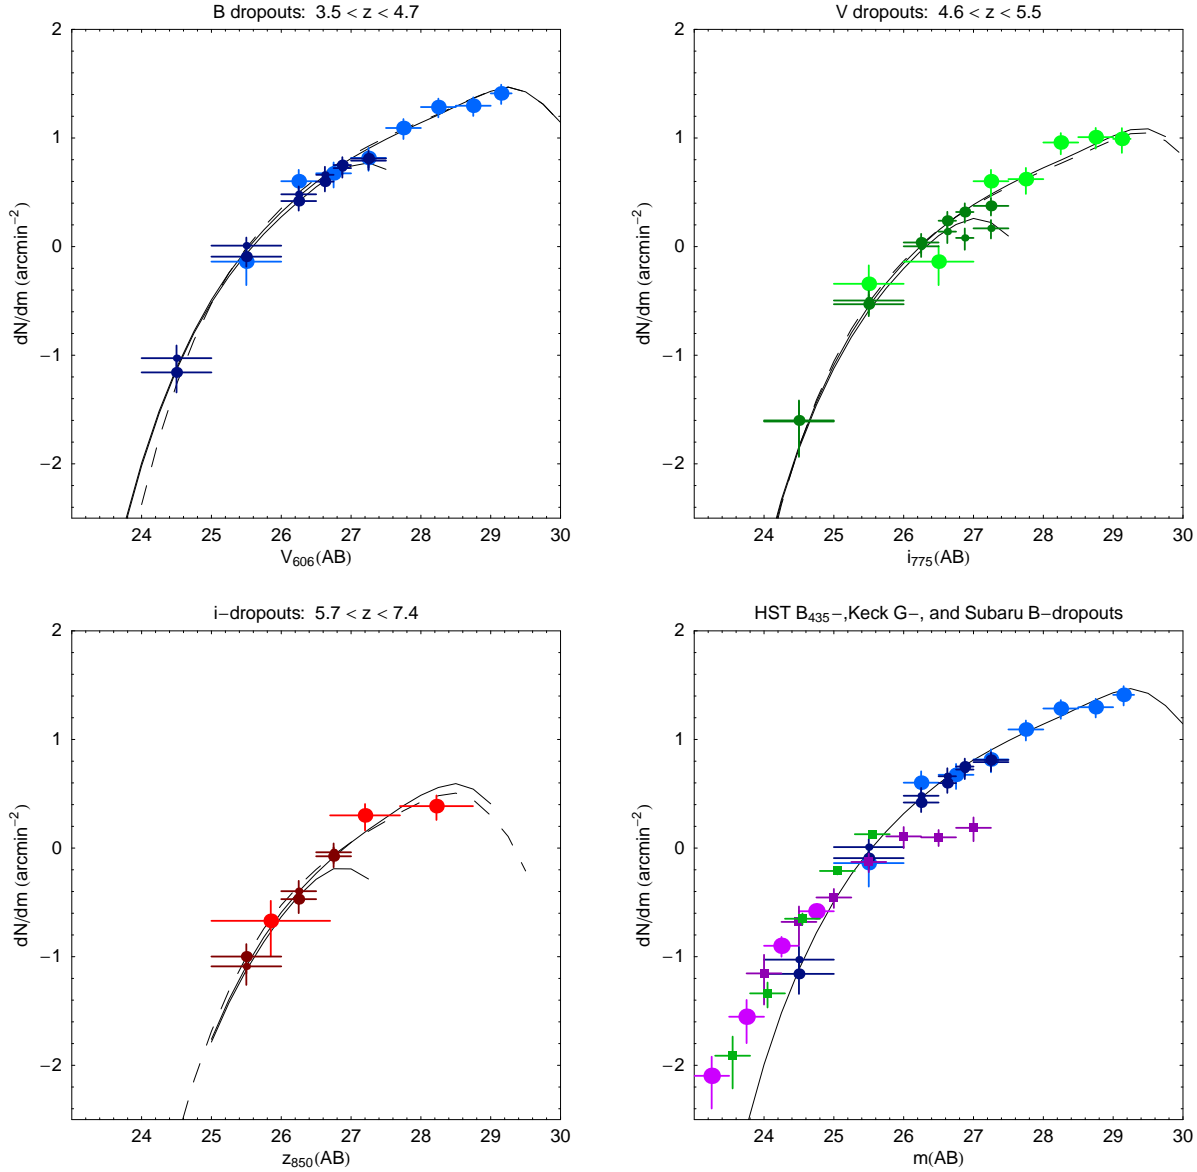 B dropouts: 3.5 < z < 4.7
2
1
0
−1
−2
dN/dm (arcmin⁻²)
24 25 26 27 28 29 30
V₆₀₆(AB)
V dropouts: 4.6 < z < 5.5
2
1
0
−1
−2
dN/dm (arcmin⁻²)
24 25 26 27 28 29 30
i₇₇₅(AB)
i−dropouts: 5.7 < z < 7.4
2
1
0
−1
−2
dN/dm (arcmin⁻²)
24 25 26 27 28 29 30
z₈₅₀(AB)
HST B₄₃₅−,Keck G−, and Subaru B−dropouts
2
1
0
−1
−2
dN/dm (arcmin⁻²)
24 25 26 27 28 29 30
m(AB)